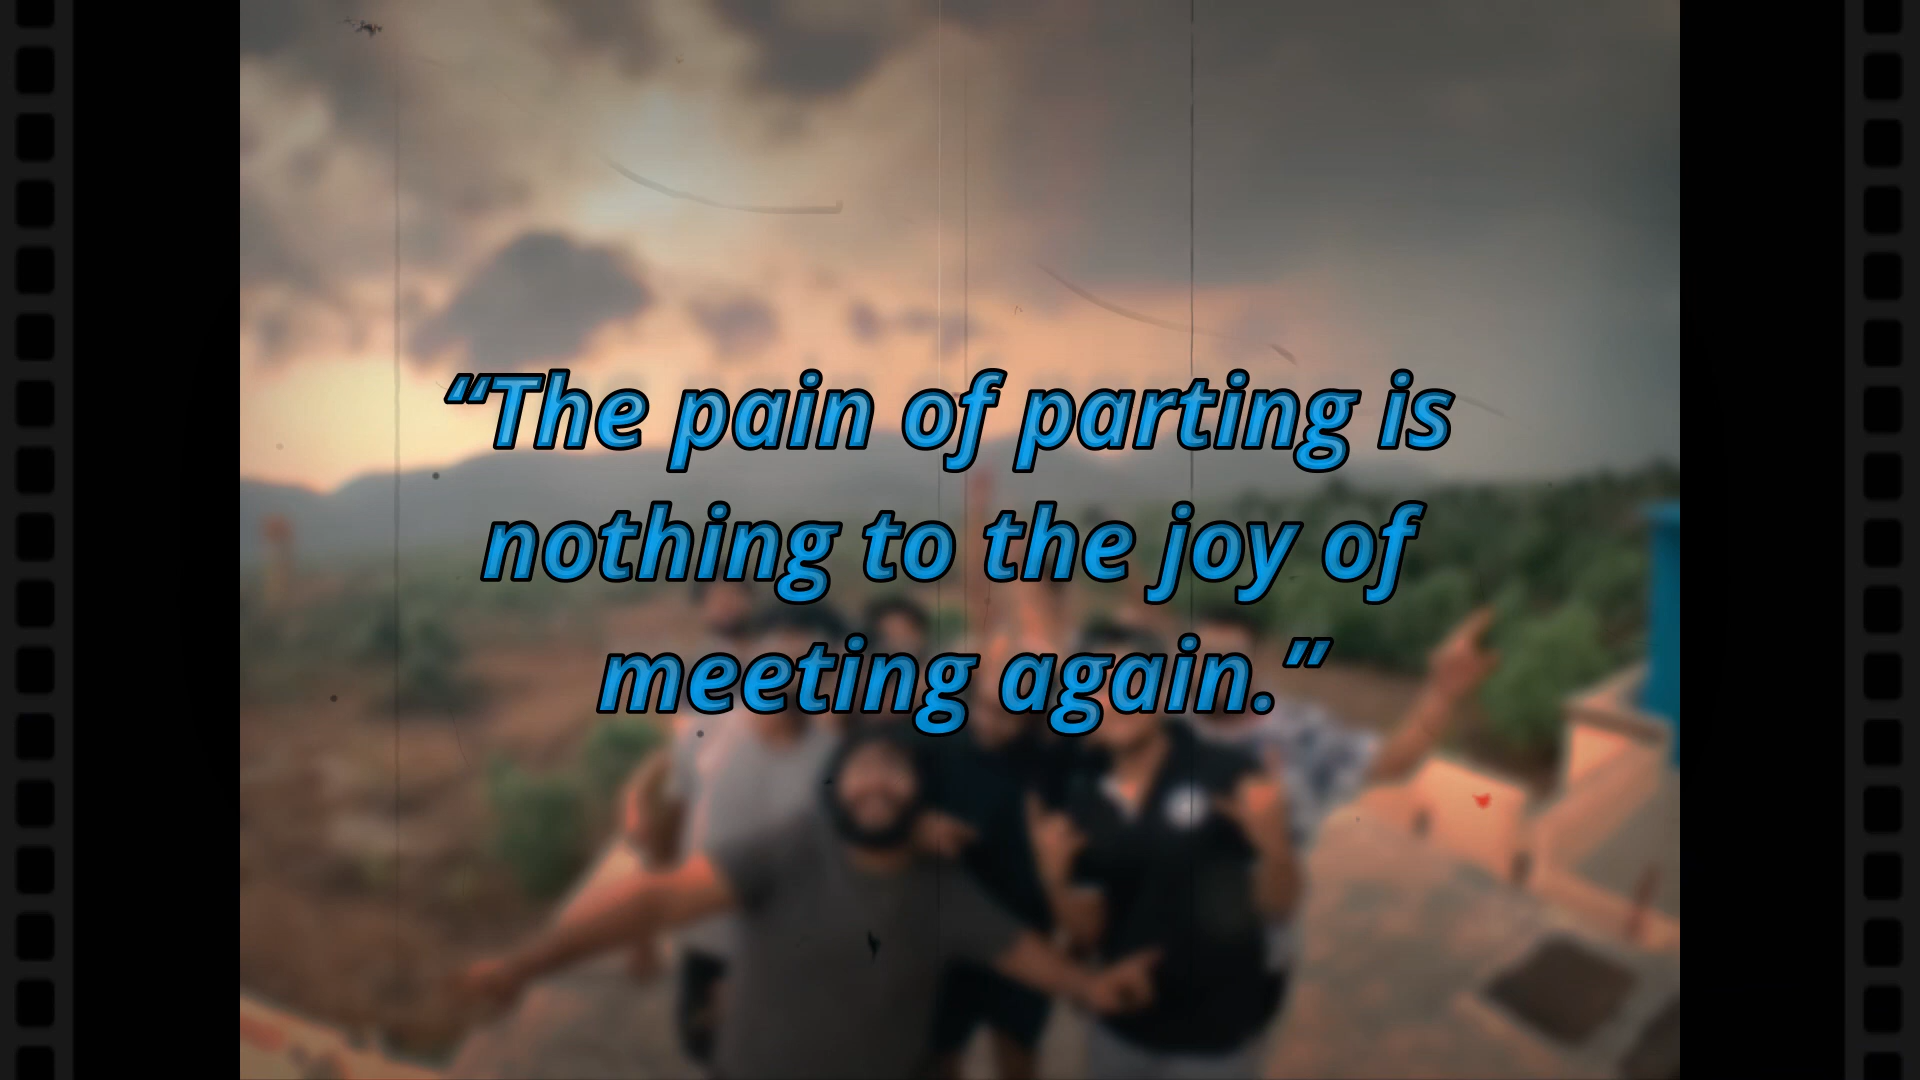 “The pain of parting is
nothing to the joy of
meeting again.”